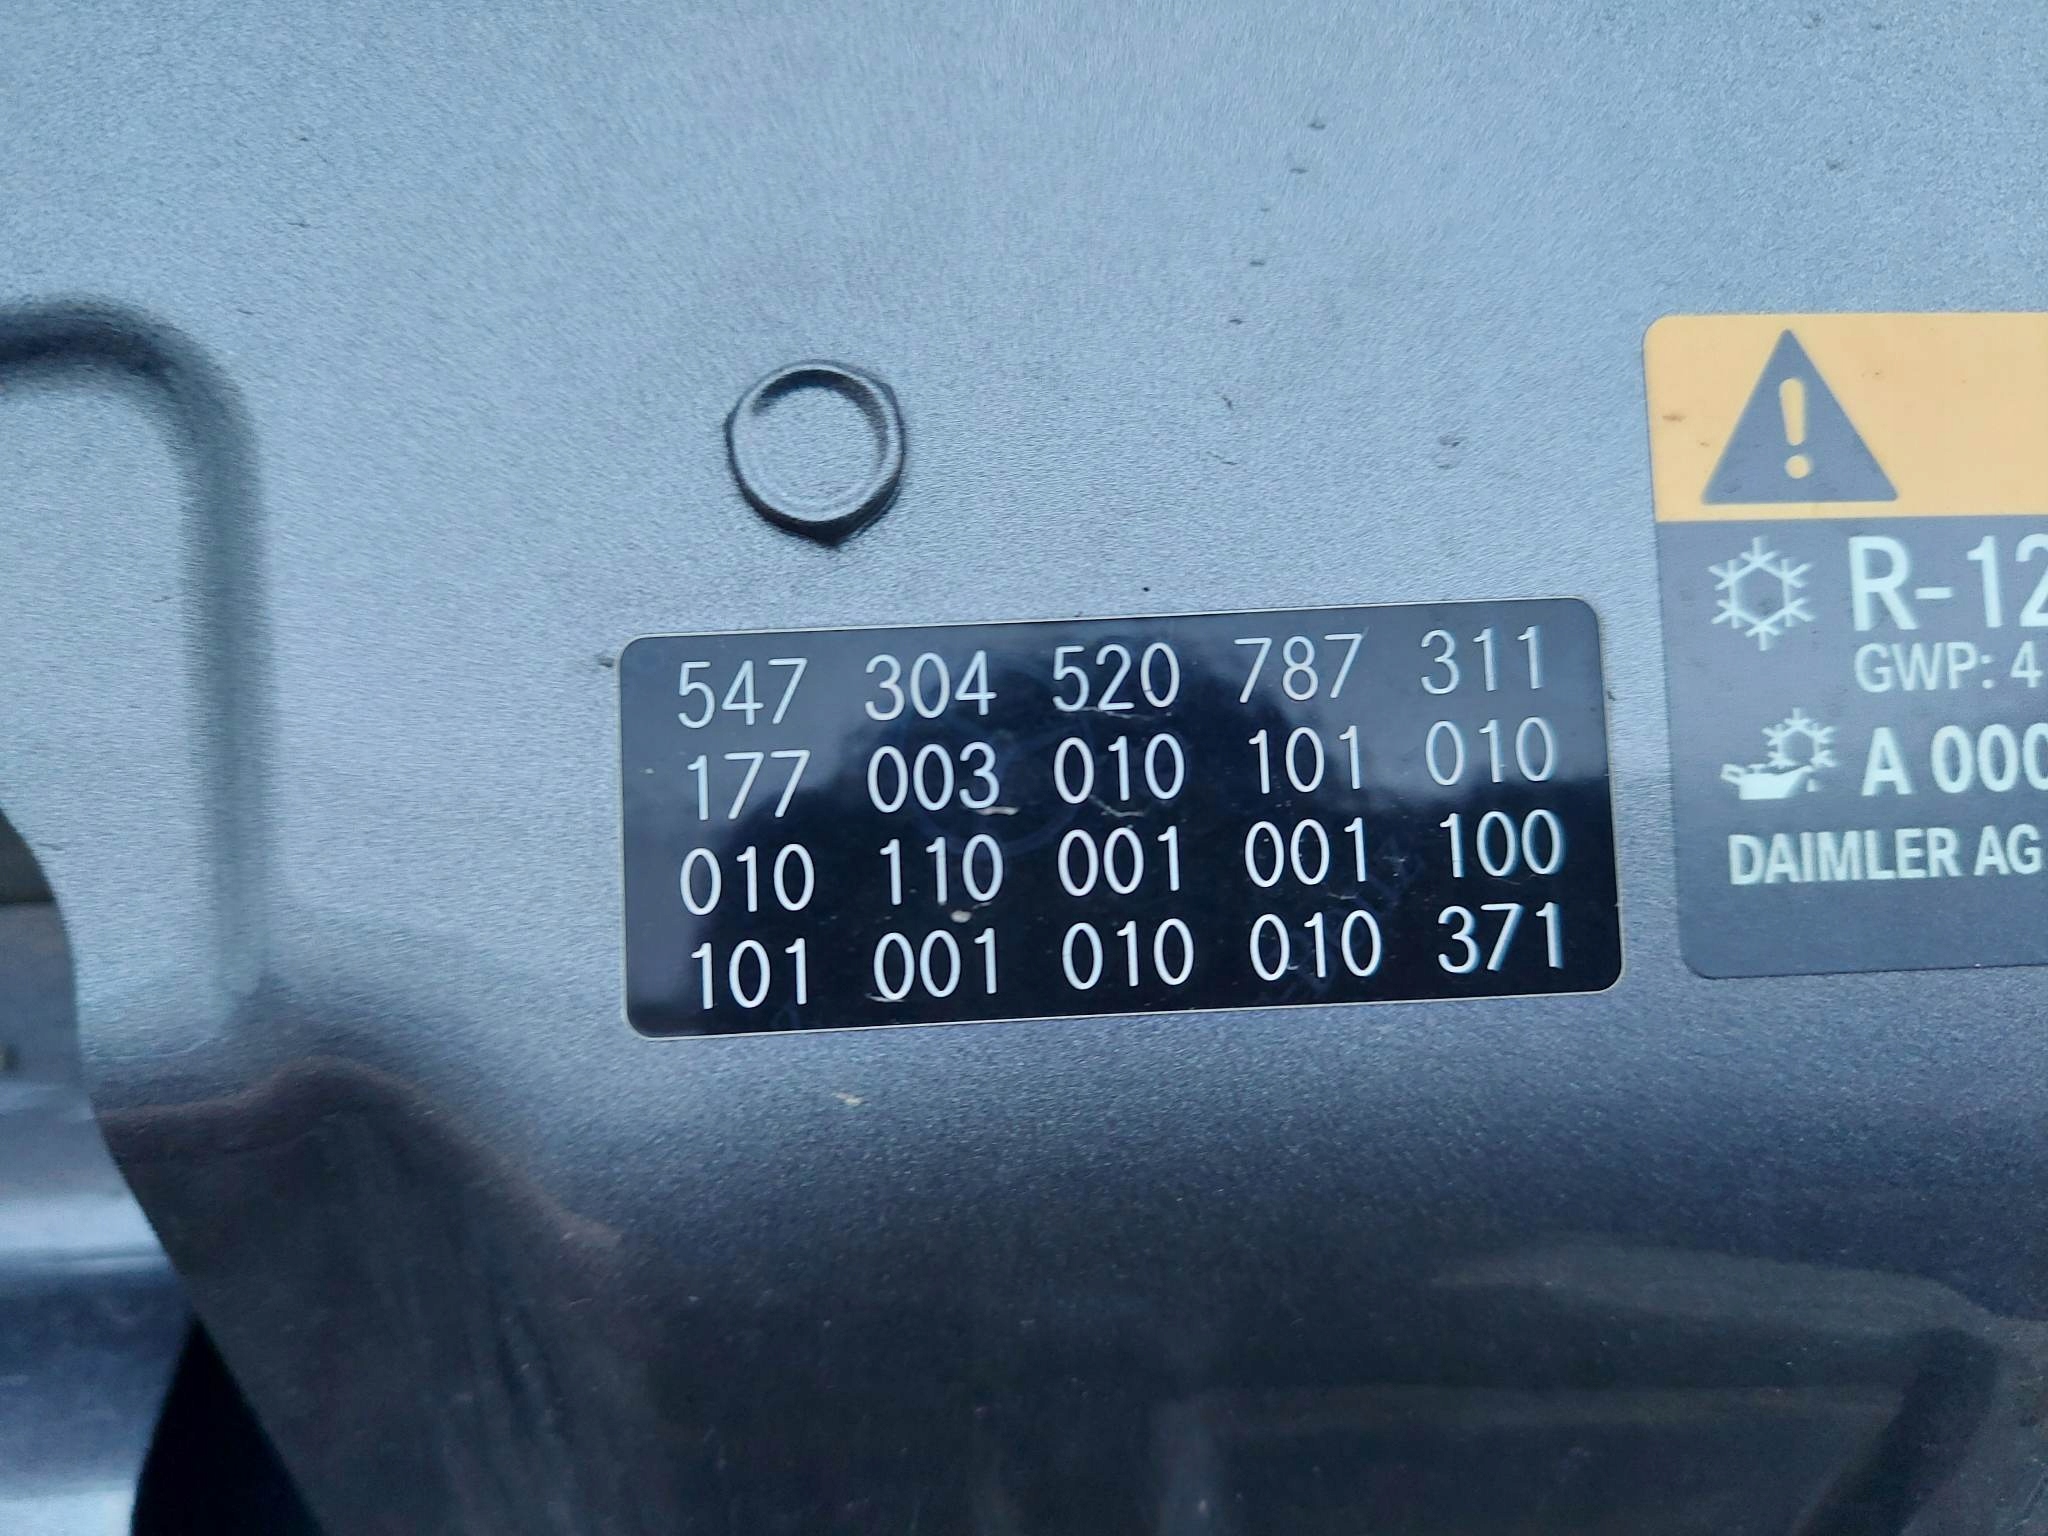 547 304 520 787 311
177 003 010 101 010
010 110 001 001 100
101 001 010 010 371
R-12
GWP: 4
A 000
DAIMLER AG